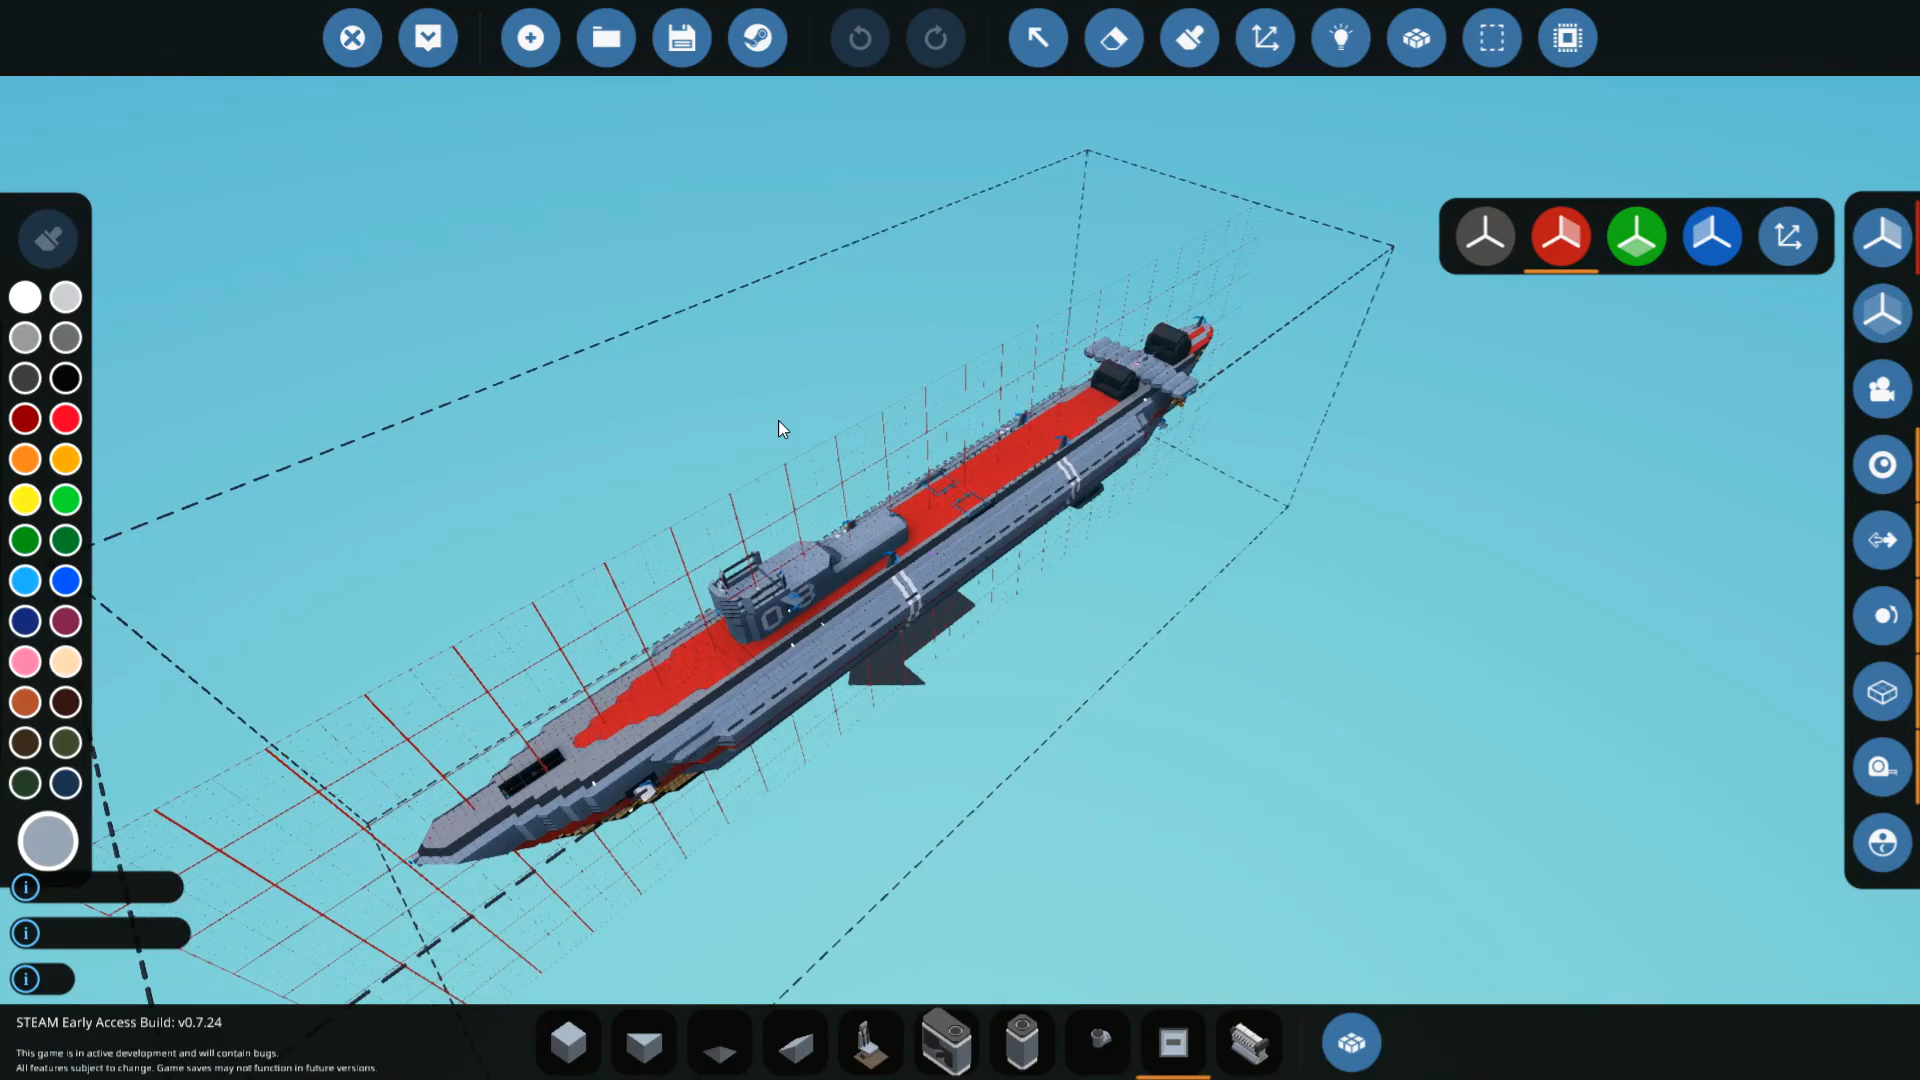 03
STEAM Early Access Build: v0.7.24
This game is in active development and will contain bugs.
All features subject to change. Game saves may not function in future versions.